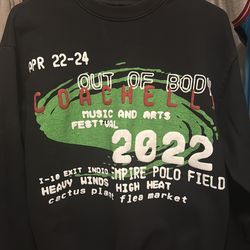 APR 22-24
OUT OF BODY
COACHELLA
MUSIC AND ARTS
FESTIVAL
2022
I-10 EXIT INDIO EMPIRE POLO FIELD
HEAVY WINDS HIGH HEAT
cactus plant flea market